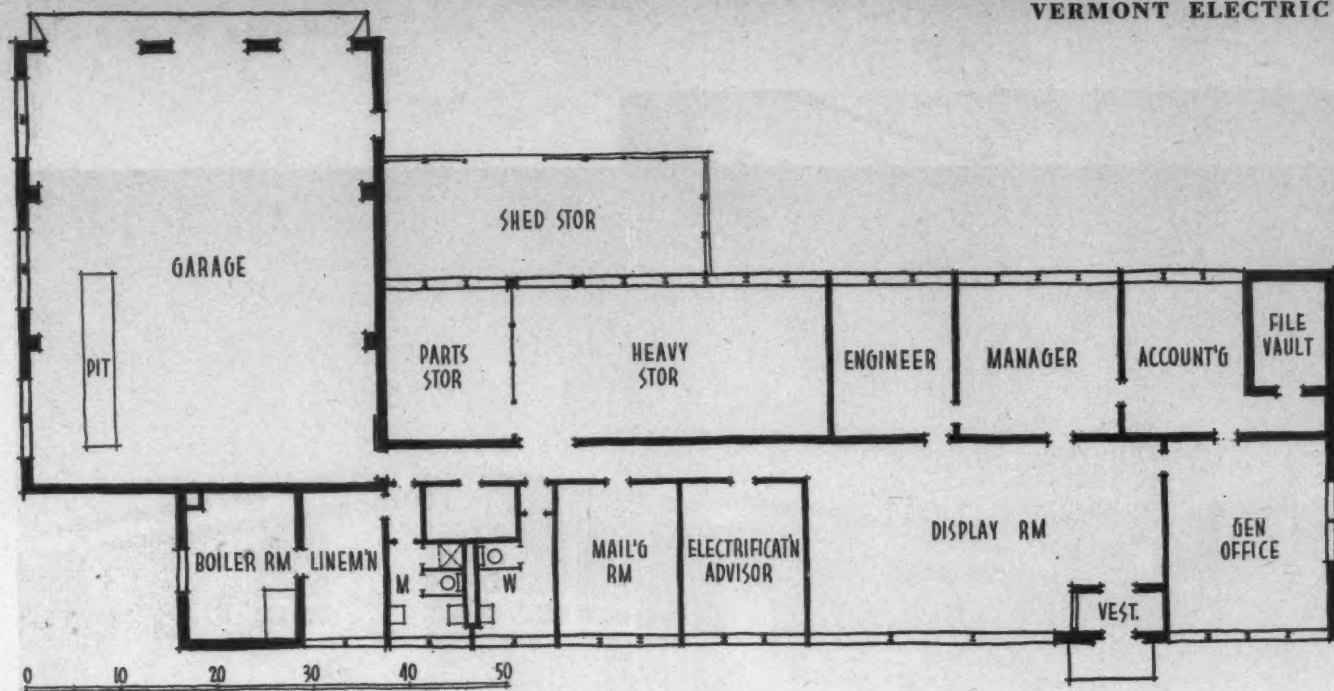 VERMONT ELECTRIC
SHED STOR
GARAGE
PIT
PARTS
STOR
HEAVY
STOR
ENGINEER
MANAGER
ACCOUNT'G
FILE
VAULT
BOILER RM
LINEM'N
M
W
MAIL'G
RM
ELECTRIFICAT'N
ADVISOR
DISPLAY RM
VEST.
GEN
OFFICE
0 10 20 30 40 50